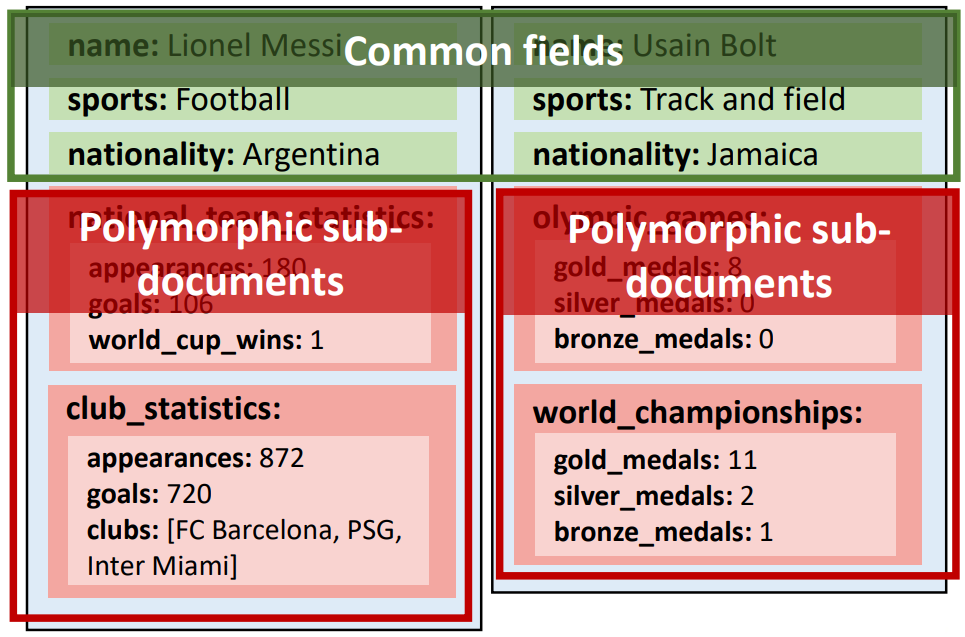 Common fields
name: Lionel Messi
sports: Football
nationality: Argentina
Polymorphic sub-
documents
national_team_statistics:
appearances: 180
goals: 106
world_cup_wins: 1
club_statistics:
appearances: 872
goals: 720
clubs: [FC Barcelona, PSG,
Inter Miami]
name: Usain Bolt
sports: Track and field
nationality: Jamaica
Polymorphic sub-
documents
olympic_games:
gold_medals: 8
silver_medals: 0
bronze_medals: 0
world_championships:
gold_medals: 11
silver_medals: 2
bronze_medals: 1